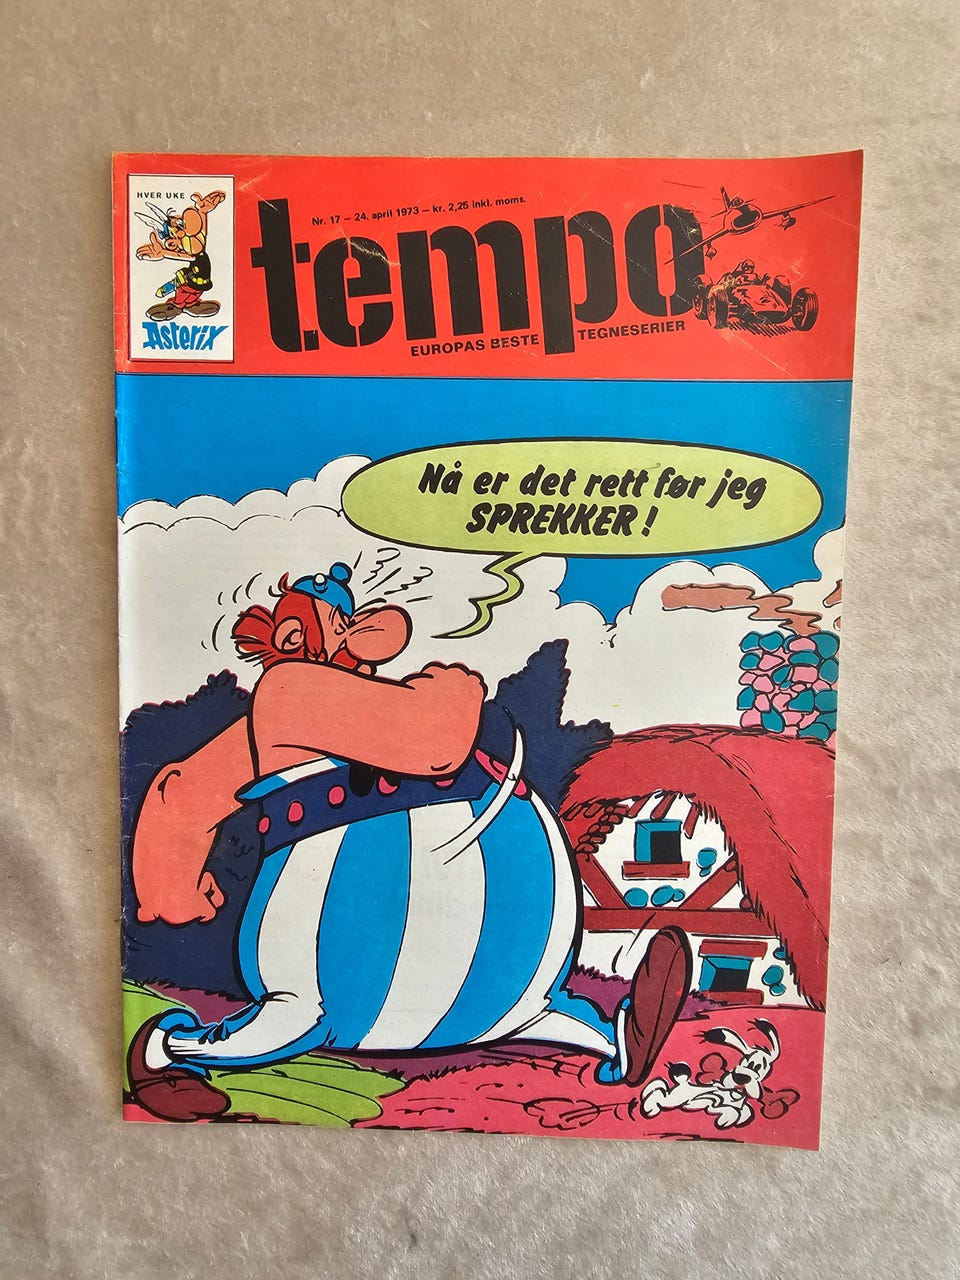 HVER UKE
Asterix
Nr. 17 – 24. april 1973 – kr. 2,25 inkl. moms.
tempo
EUROPAS BESTE TEGNESERIER
Nå er det rett før jeg
SPREKKER!